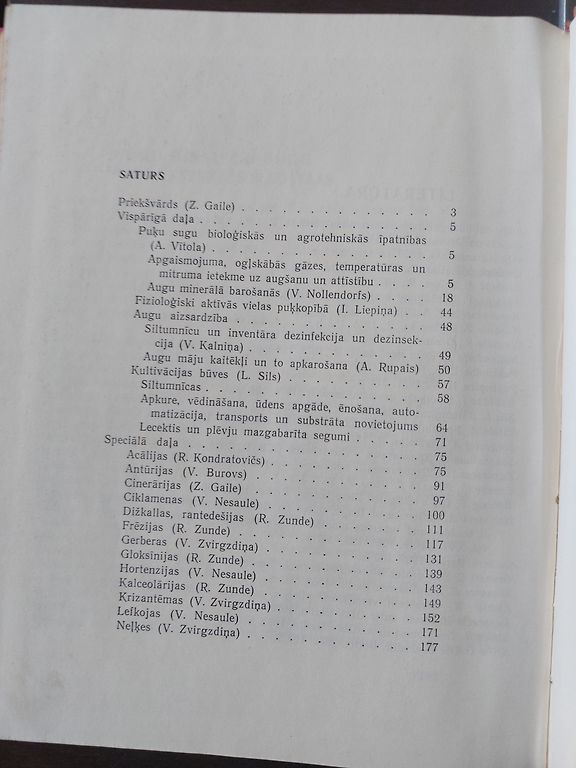 SATURS
Priekšvārds (Z. Gaile) . . . . . . . . . . . . 3
Vispārīgā daļa . . . . . . . . . . . . . . 5
Puķu sugu bioloģiskās un agrotehniskās īpatnības
(A. Vītola) . . . . . . . . . . . . . 5
Apgaismojuma, ogļskābās gāzes, temperatūras un
mitruma ietekme uz augšanu un attīstību . . . . 5
Augu minerālā barošanās (V. Nollendorfs) . . . . 18
Fizioloģiski aktīvās vielas puķkopībā (I. Liepiņa) . . 44
Augu aizsardzība . . . . . . . . . . . . 48
Siltumnīcu un inventāra dezinfekcija un dezinsek-
cija (V. Kalniņa) . . . . . . . . . . . 49
Augu māju kaitēkļi un to apkarošana (A. Rupais) 50
Kultivācijas būves (L. Sils) . . . . . . . . . 57
Siltumnīcas . . . . . . . . . . . . . 58
Apkure, vēdināšana, ūdens apgāde, ēnošana, auto-
matizācija, transports un substrāta novietojums 64
Lecektis un plēvju mazgabarīta segumi . . . . . 71
Speciālā daļa . . . . . . . . . . . . . . 75
Acālijas (R. Kondratovičs) . . . . . . . . . 75
Antūrijas (V. Burovs) . . . . . . . . . . . 91
Cinerārijas (Z. Gaile) . . . . . . . . . . . 97
Ciklamenas (V. Nesaule) . . . . . . . . . . 100
Dižkallas, rantedešijas (R. Zunde) . . . . . . . 111
Frēzijas (R. Zunde) . . . . . . . . . . . 117
Gerberas (V. Zvirgzdiņa) . . . . . . . . . . 131
Gloksīnijas (R. Zunde) . . . . . . . . . . 139
Hortenzijas (V. Nesaule) . . . . . . . . . . 143
Kalceolārijas (R. Zunde) . . . . . . . . . . 149
Krizantēmas (V. Zvirgzdiņa) . . . . . . . . . 152
Lefkojas (V. Nesaule) . . . . . . . . . . . 171
Neļķes (V. Zvirgzdiņa) . . . . . . . . . . 177